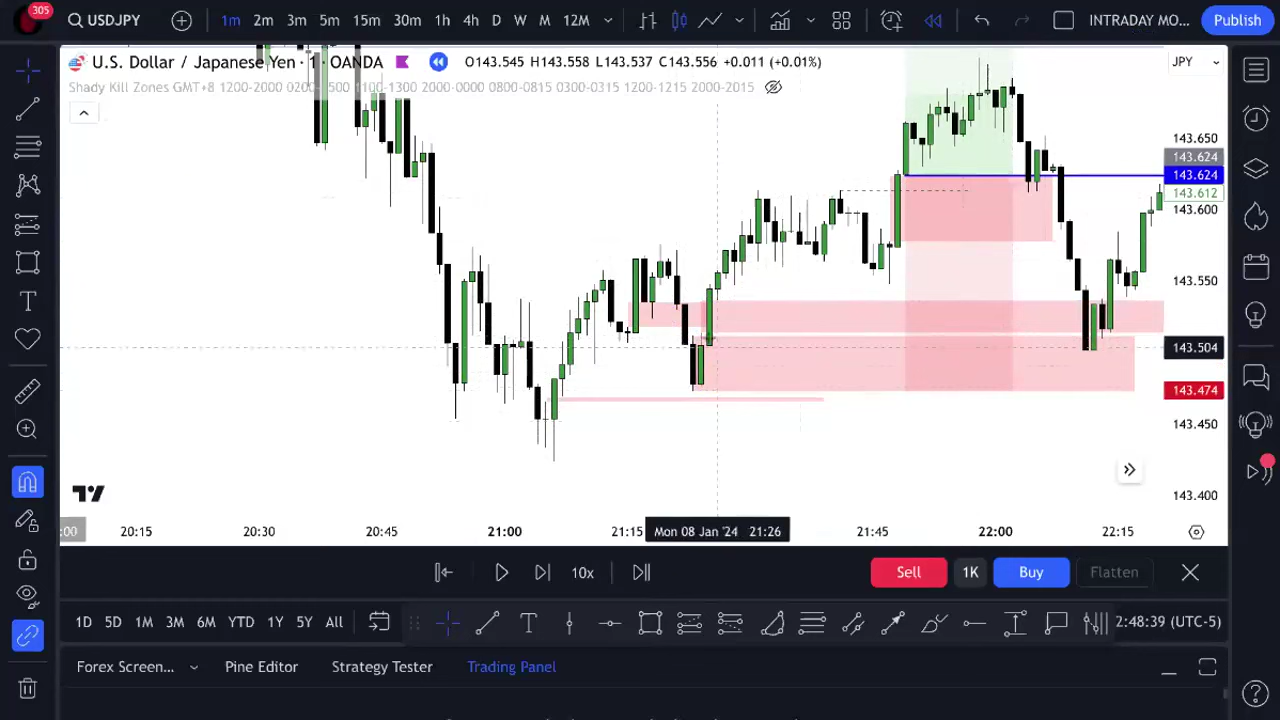 305
USDJPY
1m 2m 3m 5m 15m 30m 1h 4h D W M 12M
INTRADAY MO...
Publish
U.S. Dollar / Japanese Yen · 1 · OANDA
O143.545 H143.558 L143.537 C143.556 +0.011 (+0.01%)
JPY
Shady Kill Zones GMT+8 1200-2000 0200-0500 1100-1300 2000-0000 0800-0815 0300-0315 1200-1215 2000-2015
143.650
143.624
143.624
143.612
143.600
143.550
143.504
143.474
143.450
143.400
:00 20:15 20:30 20:45 21:00 21:15 Mon 08 Jan '24 21:26 21:45 22:00 22:15
10x
Sell 1K Buy Flatten
1D 5D 1M 3M 6M YTD 1Y 5Y All
2:48:39 (UTC-5)
Forex Screen... Pine Editor Strategy Tester Trading Panel